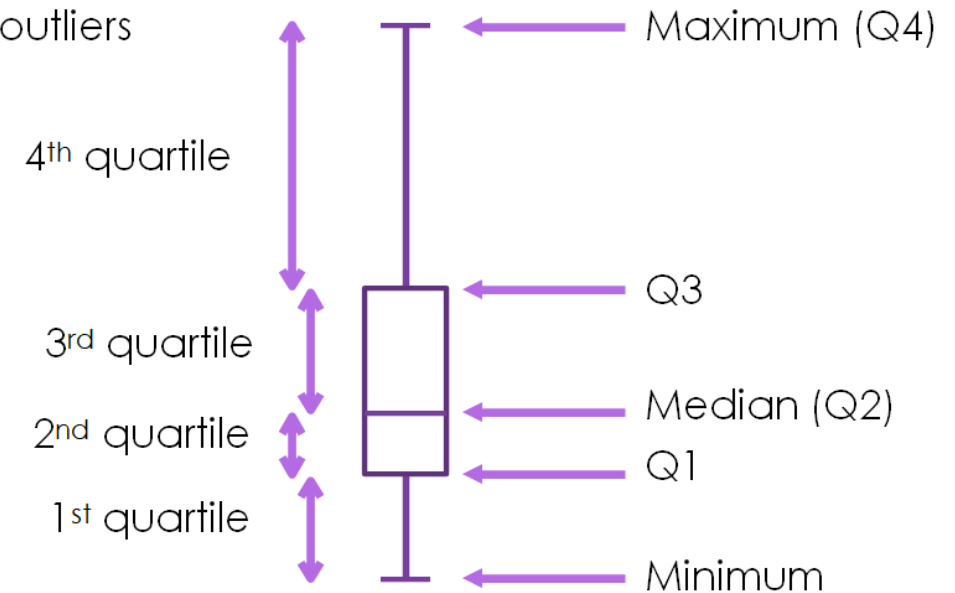 outliers
Maximum (Q4)
4th quartile
Q3
3rd quartile
Median (Q2)
2nd quartile
Q1
1st quartile
Minimum